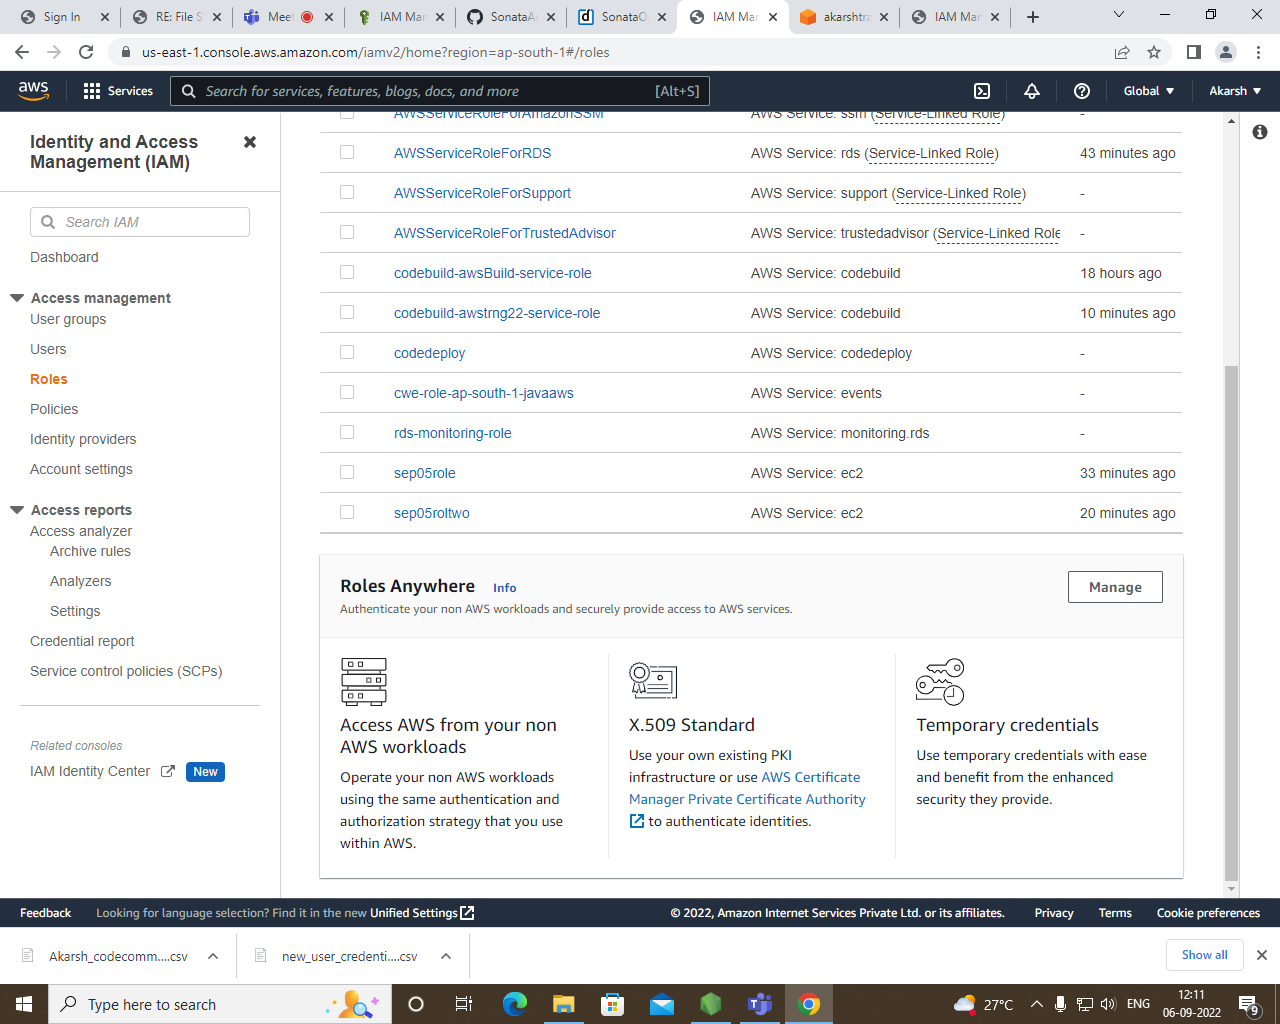 Sign In
RE: File S
Meet
IAM Mar
SonataAs
SonataO
IAM Mar
akarshtra
IAM Mar
us-east-1.console.aws.amazon.com/iamv2/home?region=ap-south-1#/roles
aws
Services
Search for services, features, blogs, docs, and more
[Alt+S]
Global
Akarsh
Identity and Access
Management (IAM)
Search IAM
Dashboard
Access management
User groups
Users
Roles
Policies
Identity providers
Account settings
Access reports
Access analyzer
Archive rules
Analyzers
Settings
Credential report
Service control policies (SCPs)
Related consoles
IAM Identity Center New
AWSServiceRoleForAmazonSSM AWS Service: ssm (Service-Linked Role) -
AWSServiceRoleForRDS AWS Service: rds (Service-Linked Role) 43 minutes ago
AWSServiceRoleForSupport AWS Service: support (Service-Linked Role) -
AWSServiceRoleForTrustedAdvisor AWS Service: trustedadvisor (Service-Linked Role -
codebuild-awsBuild-service-role AWS Service: codebuild 18 hours ago
codebuild-awstrng22-service-role AWS Service: codebuild 10 minutes ago
codedeploy AWS Service: codedeploy -
cwe-role-ap-south-1-javaaws AWS Service: events -
rds-monitoring-role AWS Service: monitoring.rds -
sep05role AWS Service: ec2 33 minutes ago
sep05roltwo AWS Service: ec2 20 minutes ago
Roles Anywhere Info
Manage
Authenticate your non AWS workloads and securely provide access to AWS services.
Access AWS from your non
AWS workloads
Operate your non AWS workloads
using the same authentication and
authorization strategy that you use
within AWS.
X.509 Standard
Use your own existing PKI
infrastructure or use AWS Certificate
Manager Private Certificate Authority
to authenticate identities.
Temporary credentials
Use temporary credentials with ease
and benefit from the enhanced
security they provide.
Feedback Looking for language selection? Find it in the new Unified Settings
© 2022, Amazon Internet Services Private Ltd. or its affiliates. Privacy Terms Cookie preferences
Akarsh_codecomm....csv
new_user_credenti....csv
Show all
Type here to search
27°C
ENG
12:11
06-09-2022
9